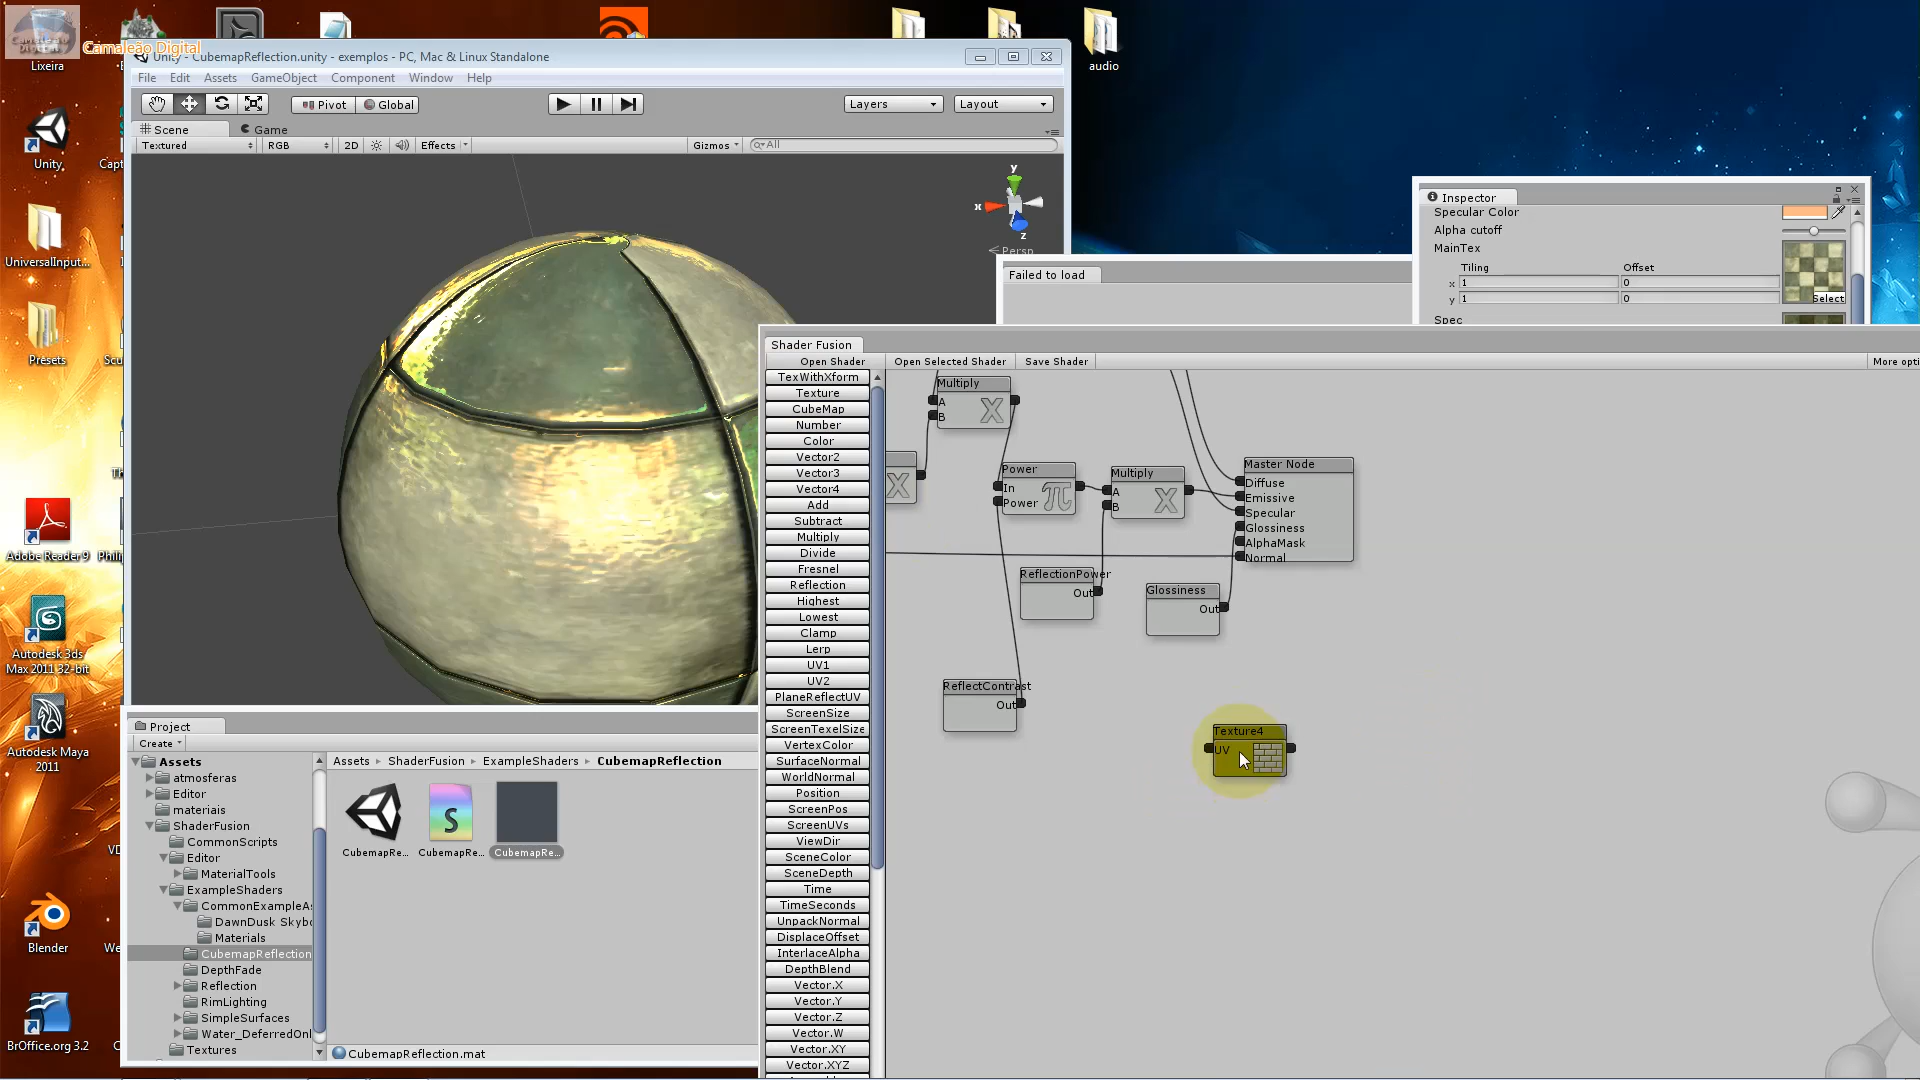 Camaleão Digital
Lixeira
audio
Unity - CubemapReflection.unity - exemplos - PC, Mac & Linux Standalone
File Edit Assets GameObject Component Window Help
Pivot Global
Layers Layout
Scene Game
Textured RGB 2D Effects Gizmos All
Unity
Capt
UniversalInput...
Presets
Scu
Adobe Reader 9
Philip
Autodesk 3ds
Max 2011 32-bit
Autodesk Maya
2011
Blender
We
BrOffice.org 3.2
y
x
z
Persp
Inspector
Specular Color
Alpha cutoff
MainTex
Tiling Offset
x 1 0
y 1 0
Select
Spec
Failed to load
Shader Fusion
Open Shader Open Selected Shader Save Shader More opti
TexWithXform
Texture
CubeMap
Number
Color
Vector2
Vector3
Vector4
Add
Subtract
Multiply
Divide
Fresnel
Reflection
Highest
Lowest
Clamp
Lerp
UV1
UV2
PlaneReflectUV
ScreenSize
ScreenTexelSize
VertexColor
SurfaceNormal
WorldNormal
Position
ScreenPos
ScreenUVs
ViewDir
SceneColor
SceneDepth
Time
TimeSeconds
UnpackNormal
DisplaceOffset
InterlaceAlpha
DepthBlend
Vector.X
Vector.Y
Vector.Z
Vector.W
Vector.XY
Vector.XYZ
Multiply
A
B
Power
In
Power
Multiply
A
B
Master Node
Diffuse
Emissive
Specular
Glossiness
AlphaMask
Normal
ReflectionPower
Out
Glossiness
Out
ReflectContrast
Out
Texture4
UV
Project
Create
Assets
atmosferas
Editor
materiais
ShaderFusion
CommonScripts
Editor
MaterialTools
ExampleShaders
CommonExampleAs
DawnDusk Skybo
Materials
CubemapReflection
DepthFade
Reflection
RimLighting
SimpleSurfaces
Water_DeferredOnl
Textures
Assets ShaderFusion ExampleShaders CubemapReflection
CubemapRe... CubemapRe... CubemapRe...
CubemapReflection.mat